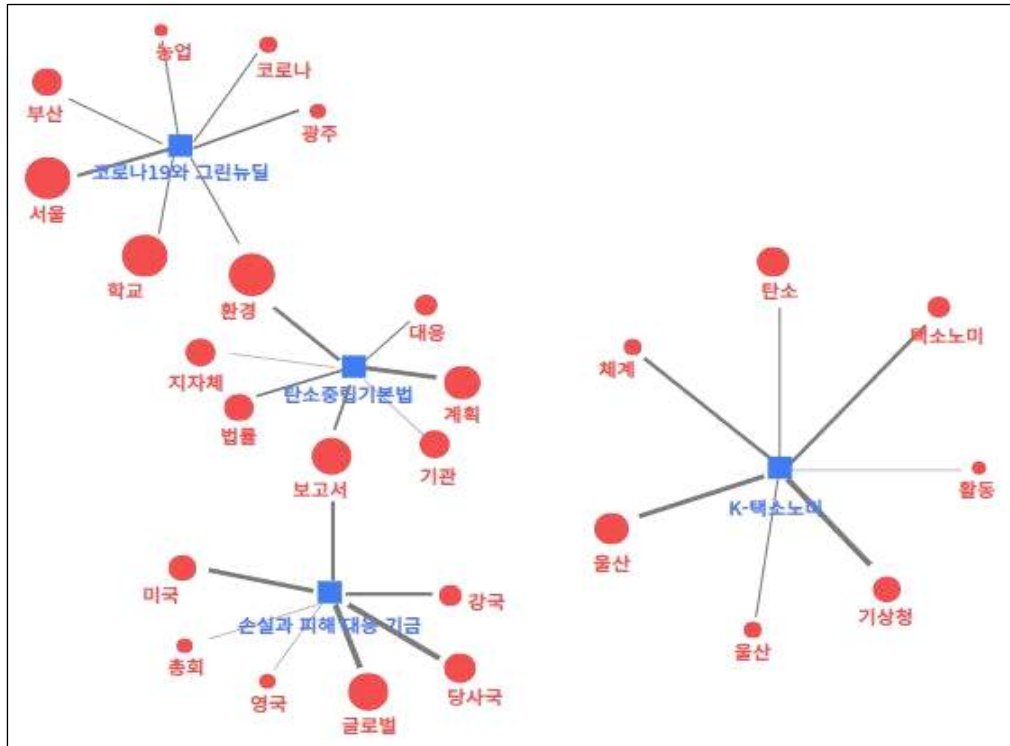 농업
코로나
부산
광주
코로나19와 그린뉴딜
서울
학교
환경
대응
지자체
탄소중립기본법
계획
법률
기관
보고서
미국
강국
손실과 피해 대응 기금
총회
영국
당사국
글로벌
탄소
택소노미
체계
활동
K-택소노미
울산
기상청
울산